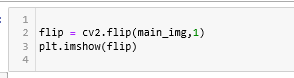 1
2 flip = cv2.flip(main_img,1)
3 plt.imshow(flip)
4